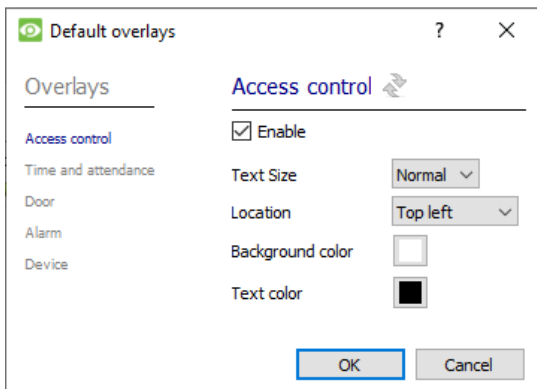 Default overlays
?
Overlays
Access control
Time and attendance
Door
Alarm
Device
Access control
Enable
Text Size
Normal
Location
Top left
Background color
Text color
OK
Cancel